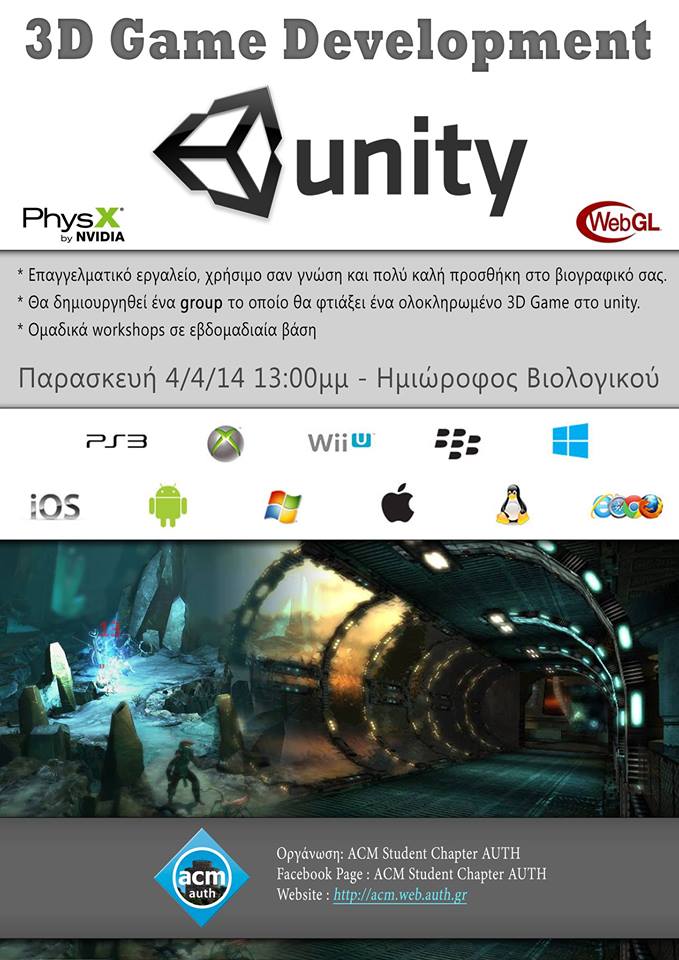 3D Game Development
unity
PhysX®
by NVIDIA
WebGL
* Επαγγελματικό εργαλείο, χρήσιμο σαν γνώση και πολύ καλή προσθήκη στο βιογραφικό σας.
* Θα δημιουργηθεί ένα group το οποίο θα φτιάξει ένα ολοκληρωμένο 3D Game στο unity.
* Ομαδικά workshops σε εβδομαδιαία βάση
Παρασκευή 4/4/14 13:00μμ - Ημιώροφος Βιολογικού
PS3
Wii U
iOS
13
acm
auth
Οργάνωση: ACM Student Chapter AUTH
Facebook Page : ACM Student Chapter AUTH
Website : http://acm.web.auth.gr